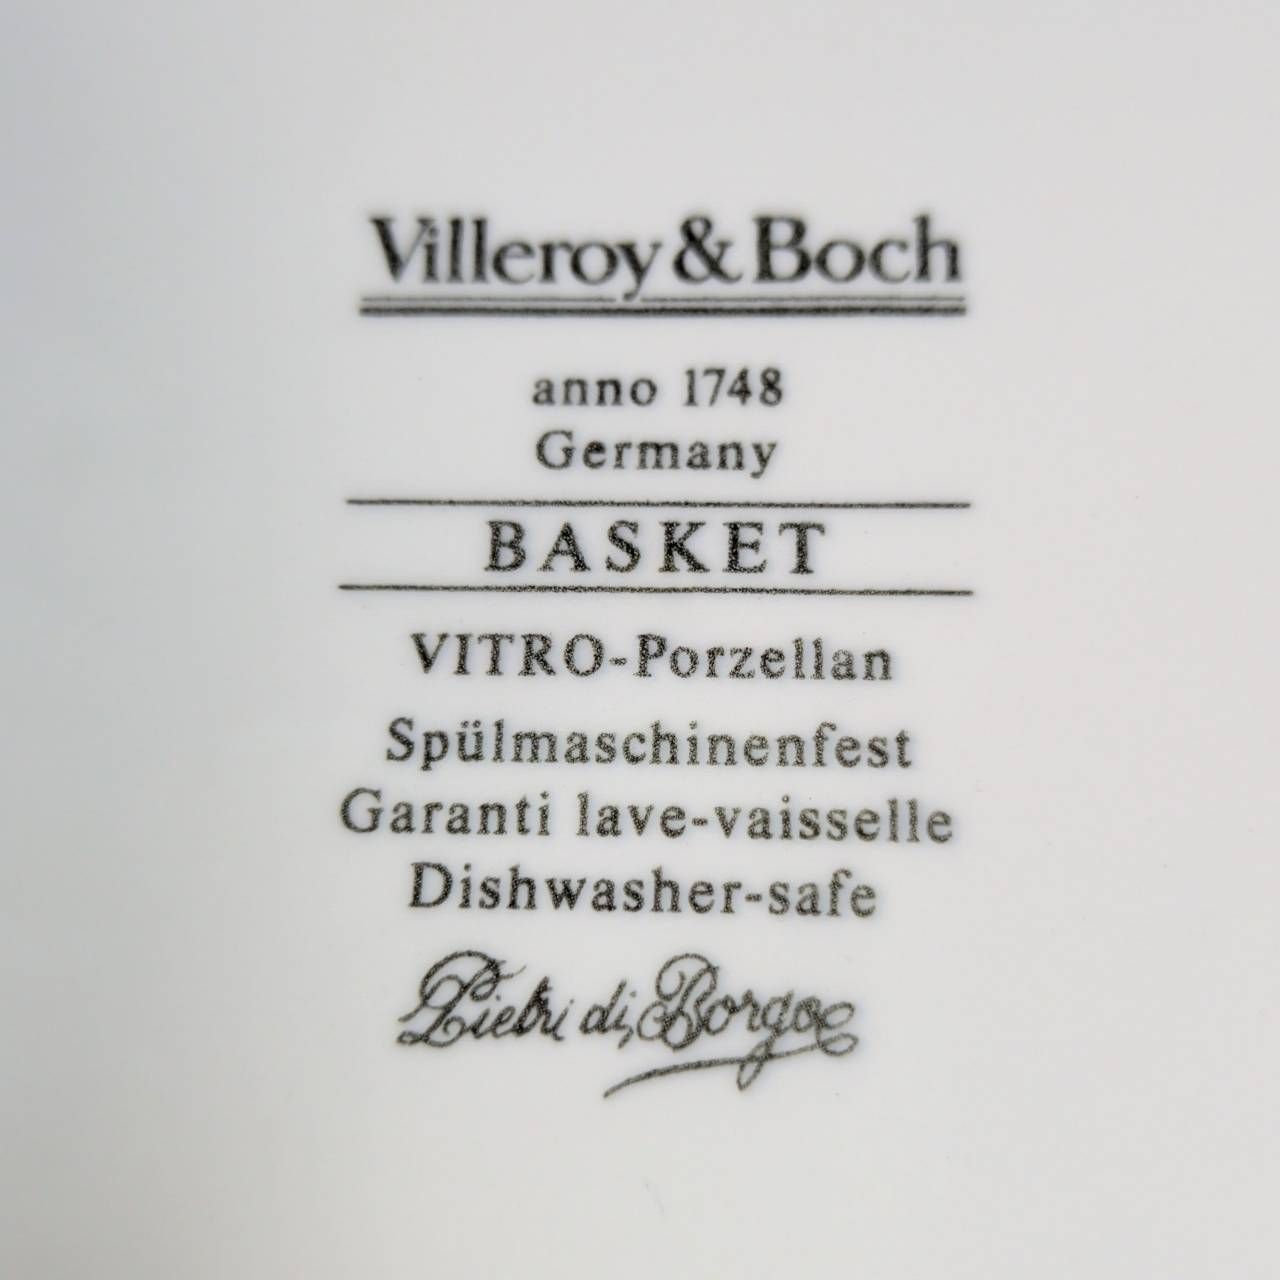 Villeroy & Boch
anno 1748
Germany
BASKET
VITRO-Porzellan
Spülmaschinenfest
Garanti lave-vaisselle
Dishwasher-safe
Pietri di Borgo